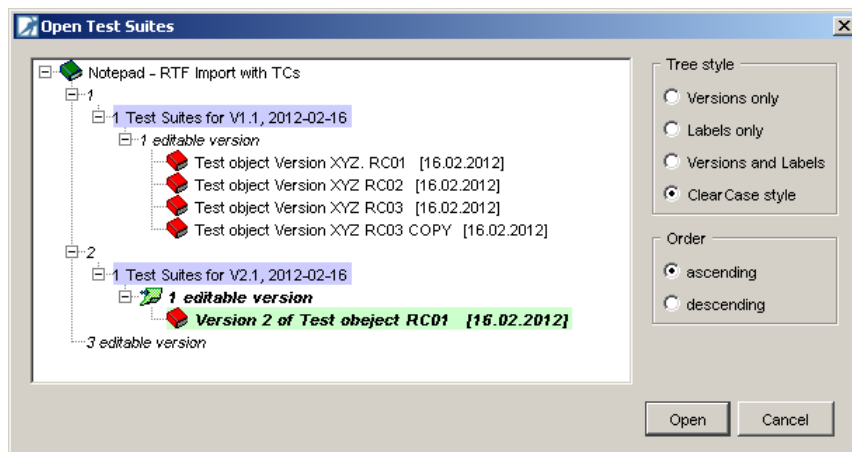 Open Test Suites
Notepad - RTF Import with TCs
1
1 Test Suites for V1.1, 2012-02-16
1 editable version
Test object Version XYZ. RC01 [16.02.2012]
Test object Version XYZ RC02 [16.02.2012]
Test object Version XYZ RC03 [16.02.2012]
Test object Version XYZ RC03 COPY [16.02.2012]
2
1 Test Suites for V2.1, 2012-02-16
1 editable version
Version 2 of Test obeject RC01 [16.02.2012]
3 editable version
Tree style
Versions only
Labels only
Versions and Labels
ClearCase style
Order
ascending
descending
Open
Cancel